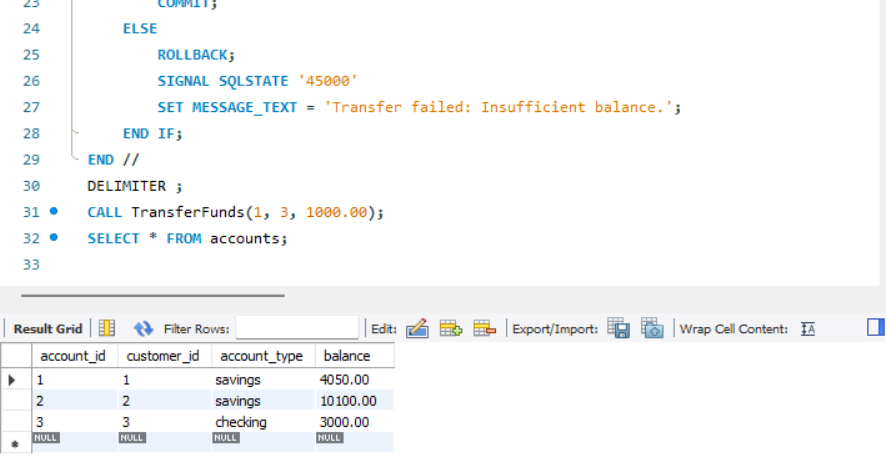 23 COMMIT;
24 ELSE
25 ROLLBACK;
26 SIGNAL SQLSTATE '45000'
27 SET MESSAGE_TEXT = 'Transfer failed: Insufficient balance.';
28 END IF;
29 END //
30 DELIMITER ;
31 CALL TransferFunds(1, 3, 1000.00);
32 SELECT * FROM accounts;
33
Result Grid Filter Rows: Edit: Export/Import: Wrap Cell Content: IA
account_id customer_id account_type balance
1 1 savings 4050.00
2 2 savings 10100.00
3 3 checking 3000.00
NULL NULL NULL NULL